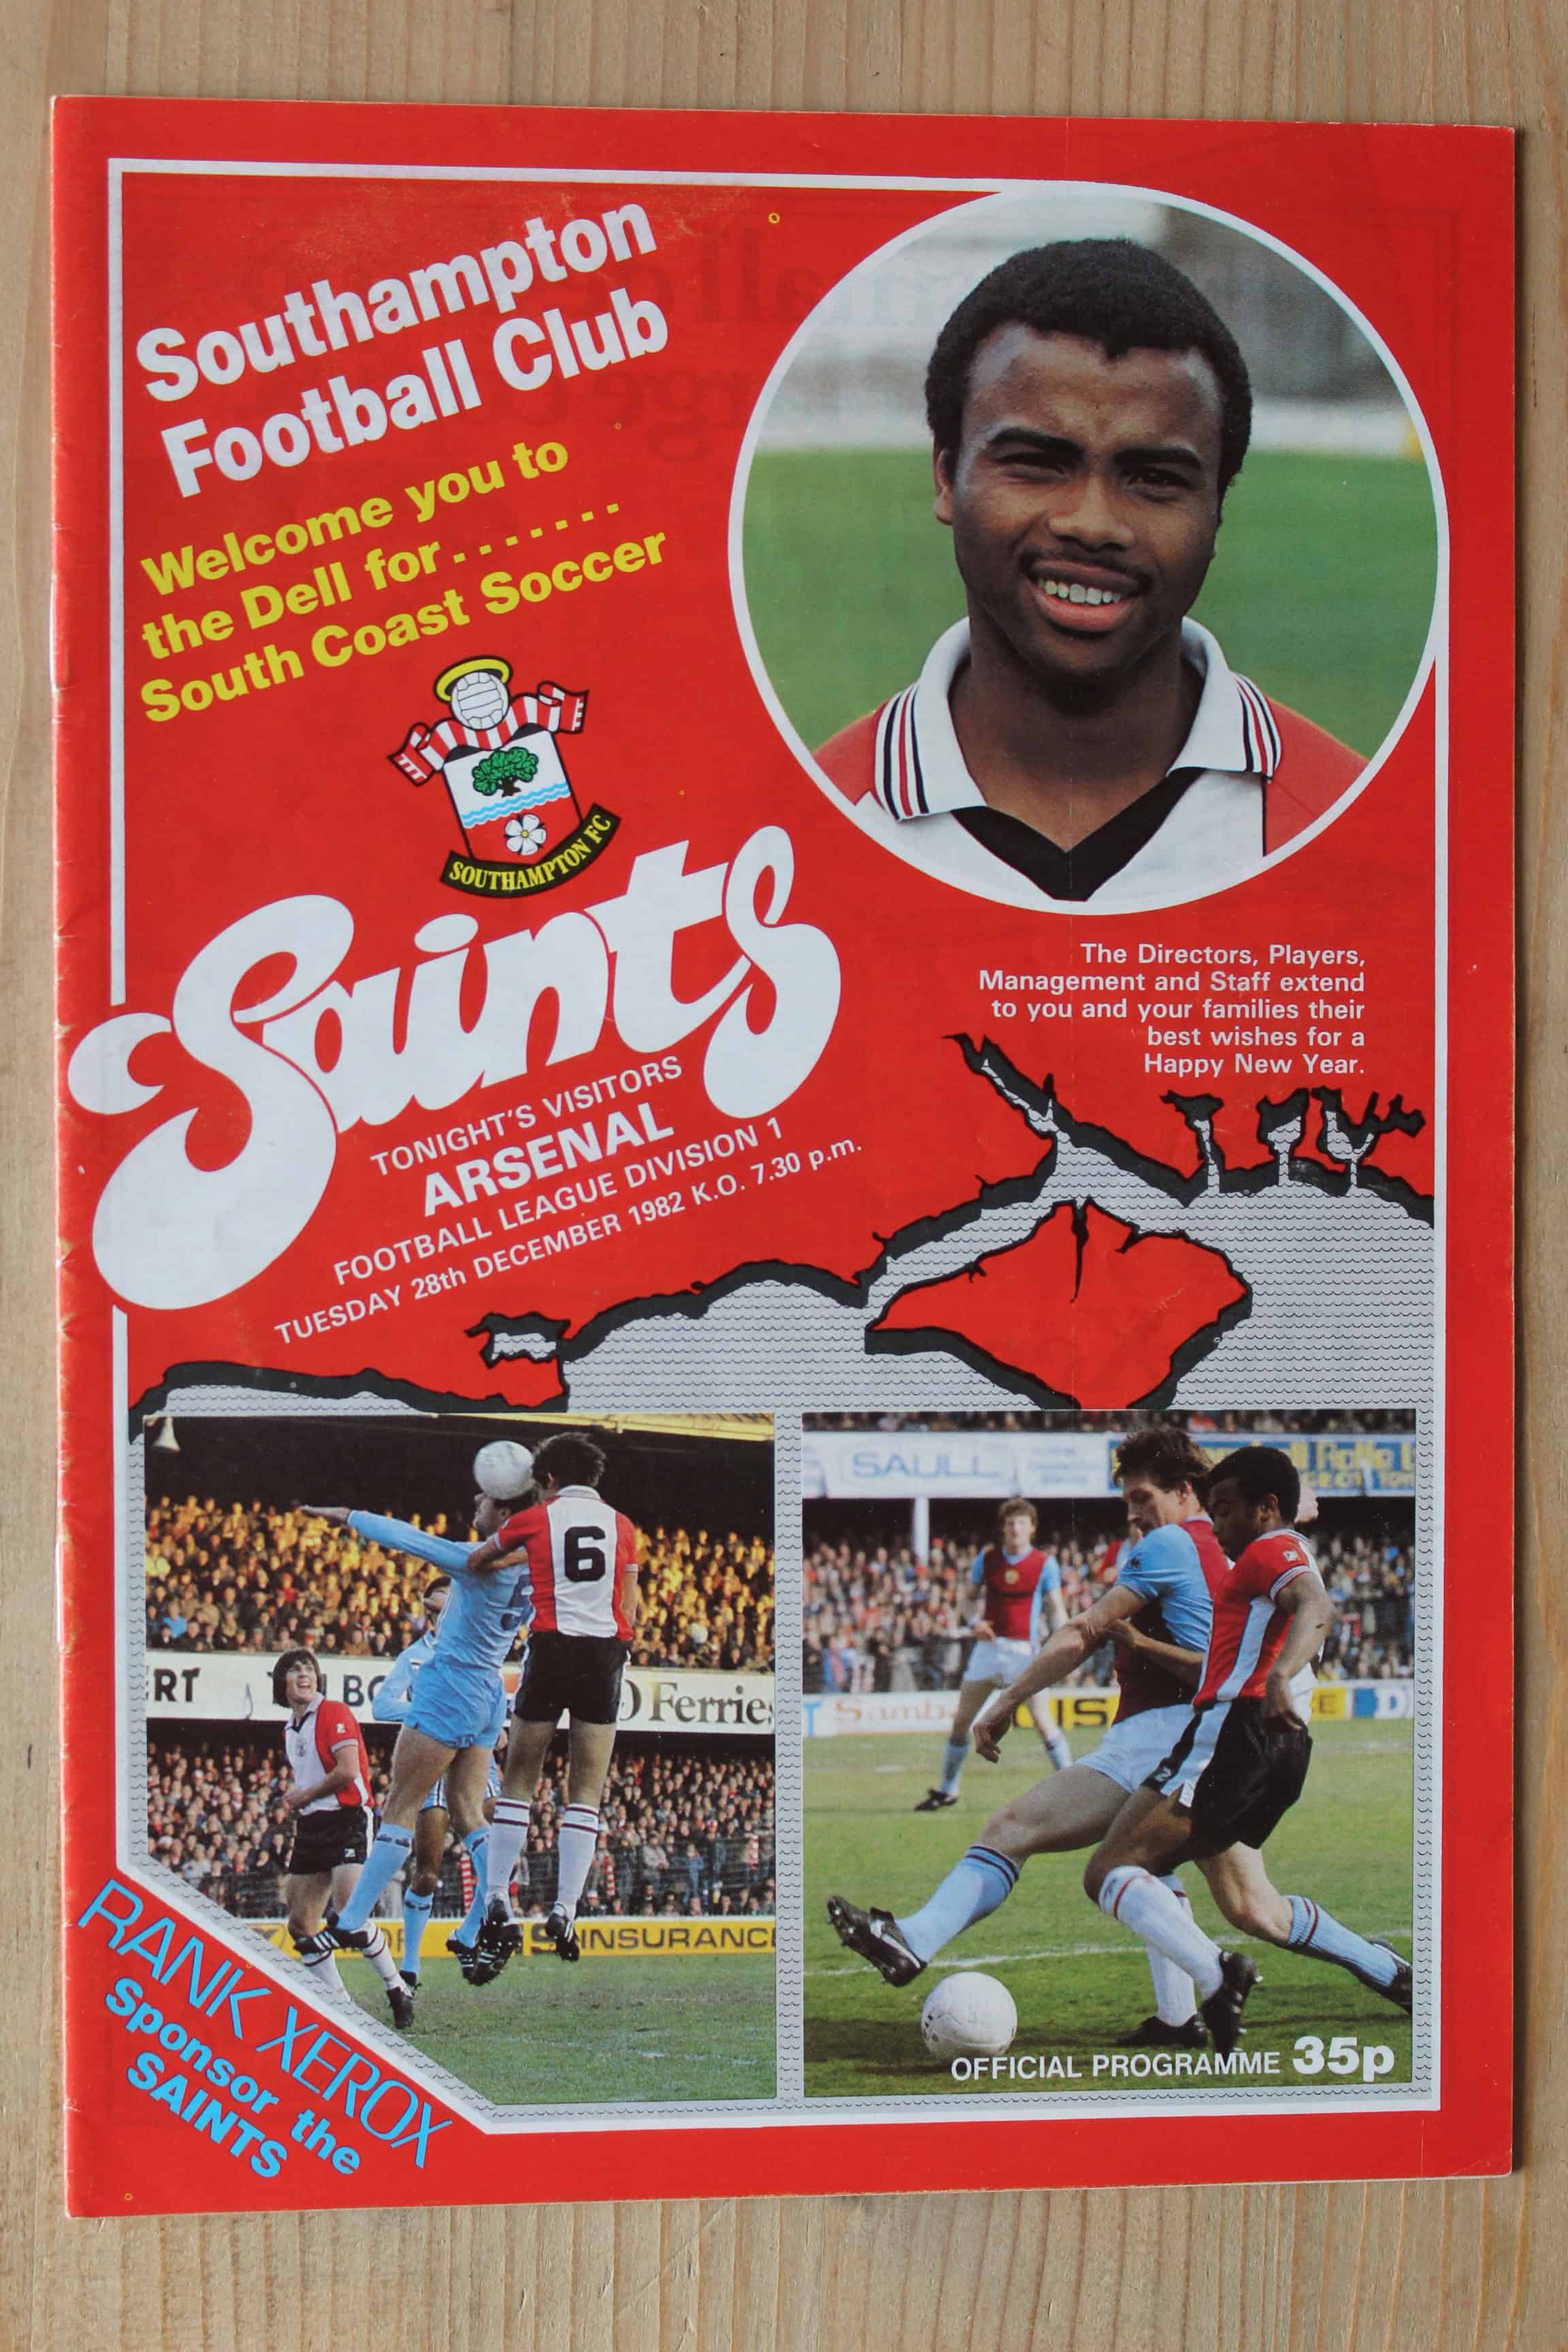 Southampton
Football Club
Welcome you to
the Dell for.......
South Coast Soccer
SOUTHAMPTON FC
Saints
TONIGHT'S VISITORS
ARSENAL
FOOTBALL LEAGUE DIVISION 1
TUESDAY 28th DECEMBER 1982 K.O. 7.30 p.m.
The Directors, Players,
Management and Staff extend
to you and your families their
best wishes for a
Happy New Year.
6
5
ERT
Ferries
INSURANCE
SAULL
2
OFFICIAL PROGRAMME 35p
RANK XEROX
Sponsor the
SAINTS